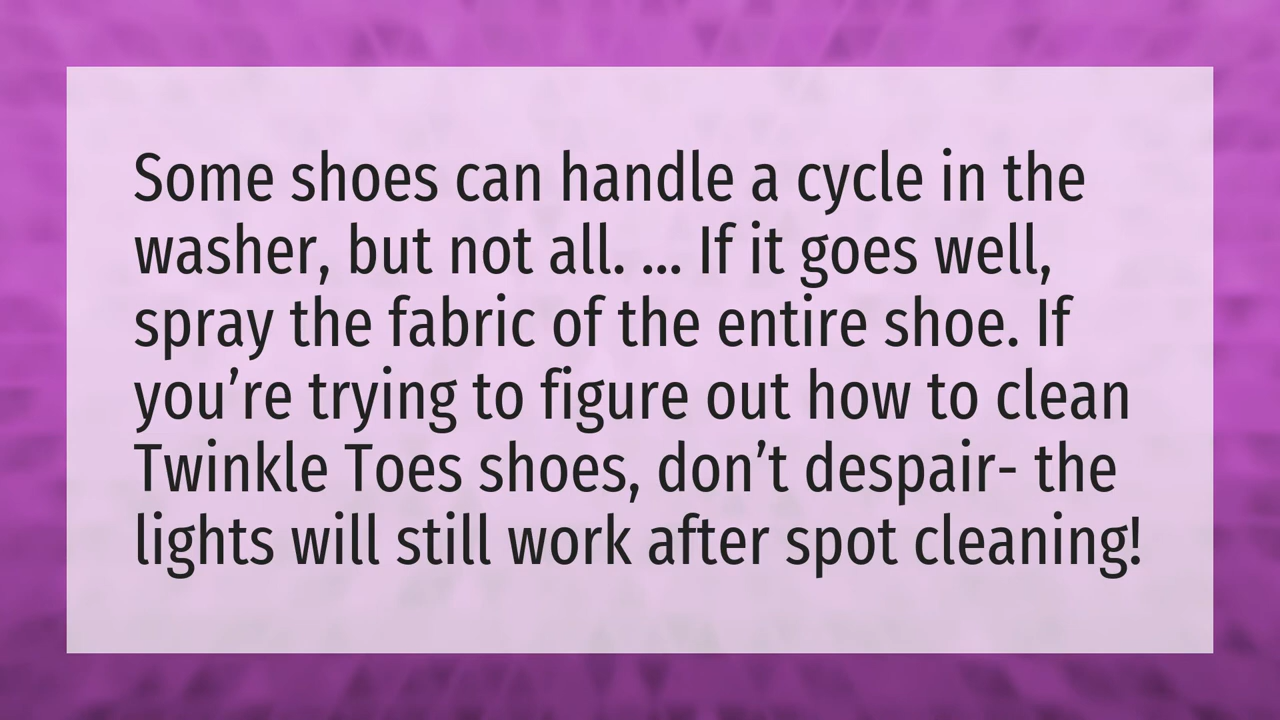 Some shoes can handle a cycle in the
washer, but not all. ... If it goes well,
spray the fabric of the entire shoe. If
you’re trying to figure out how to clean
Twinkle Toes shoes, don’t despair- the
lights will still work after spot cleaning!